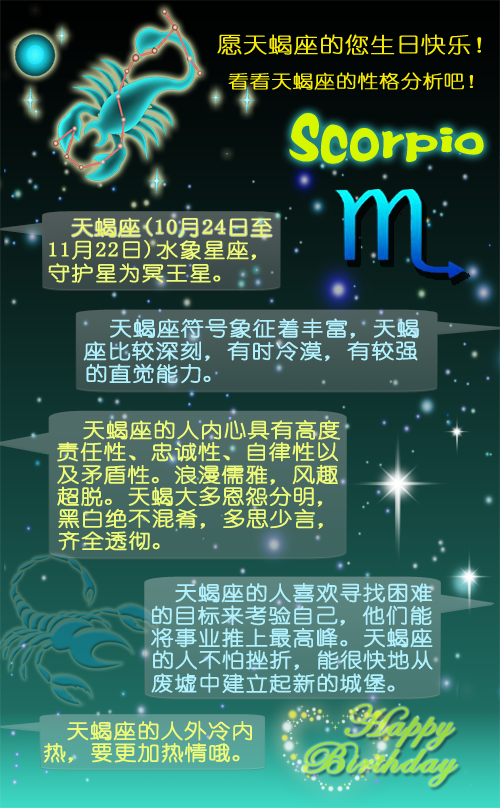 愿天蝎座的您生日快乐！
看看天蝎座的性格分析吧！
Scorpio
天蝎座(10月24日至
11月22日)水象星座，
守护星为冥王星。
天蝎座符号象征着丰富，天蝎
座比较深刻，有时冷漠，有较强
的直觉能力。
天蝎座的人内心具有高度
责任性、忠诚性、自律性以
及矛盾性。浪漫儒雅，风趣
超脱。天蝎大多恩怨分明，
黑白绝不混肴，多思少言，
齐全透彻。
天蝎座的人喜欢寻找困难
的目标来考验自己，他们能
将事业推上最高峰。天蝎座
的人不怕挫折，能很快地从
废墟中建立起新的城堡。
天蝎座的人外冷内
热，要更加热情哦。
Happy
Birthday